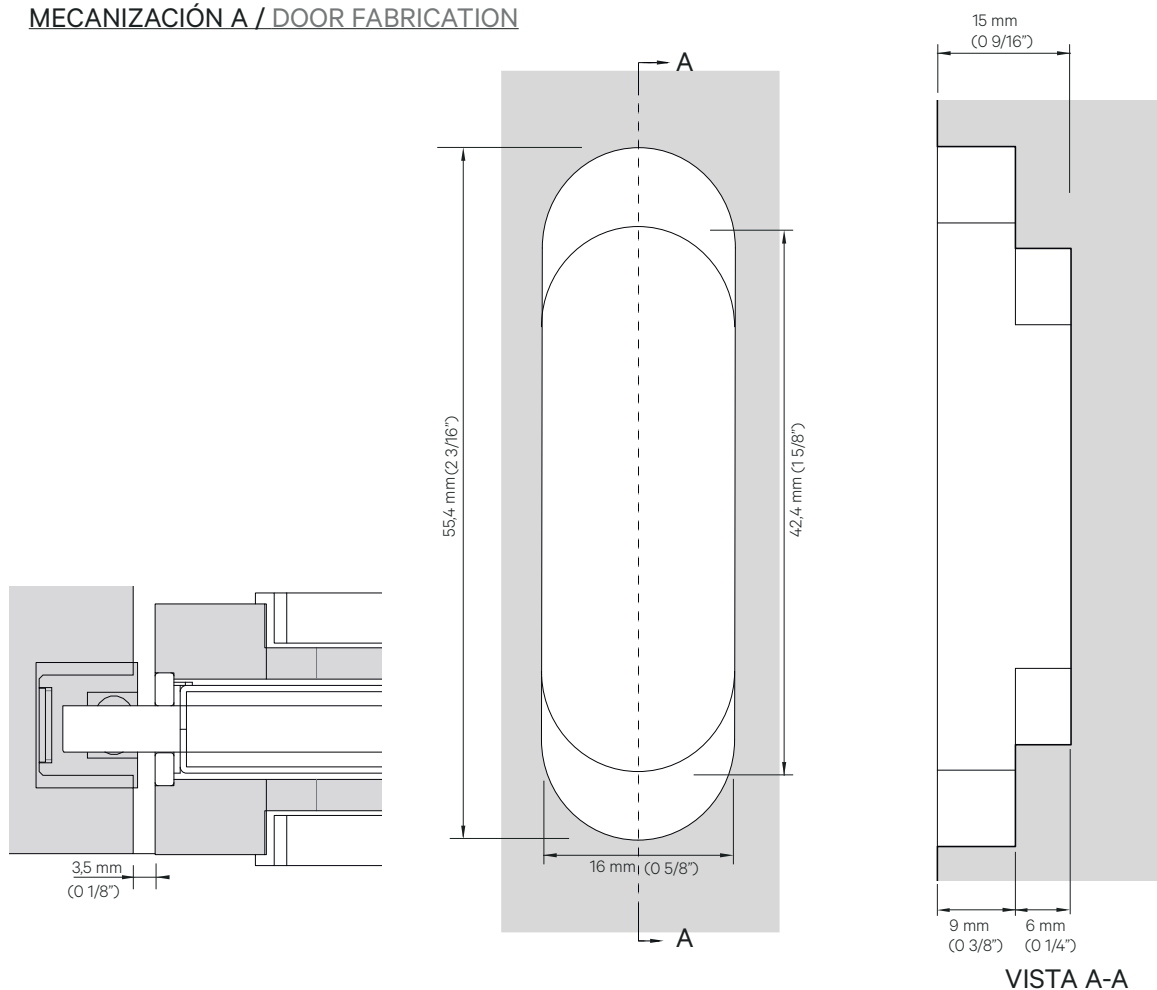 MECANIZACIÓN A / DOOR FABRICATION
15 mm
(0 9/16”)
A
55,4 mm(2 3/16”)
42,4 mm (1 5/8”)
16 mm (0 5/8”)
3,5 mm
(0 1/8”)
A
9 mm
(0 3/8”)
6 mm
(0 1/4”)
VISTA A-A